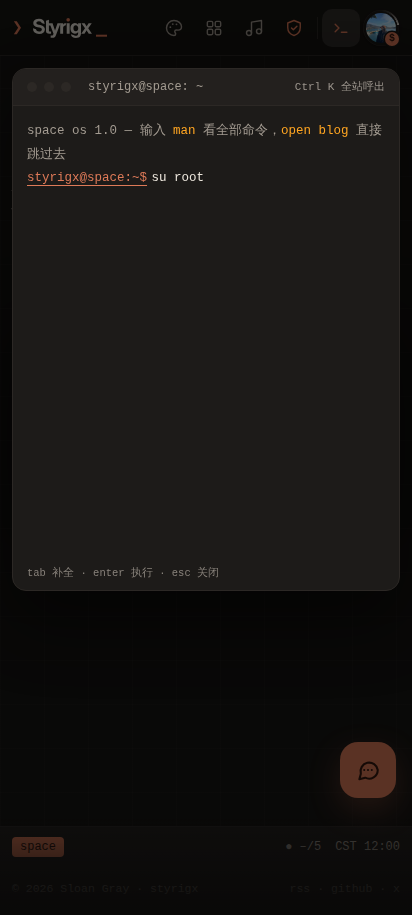 ❯ Styrigx _
$
styrigx@space: ~ Ctrl K 全站呼出
space os 1.0 — 输入 man 看全部命令，open blog 直接
跳过去
styrigx@space:~$ su root
tab 补全 · enter 执行 · esc 关闭
space ● –/5 CST 12:00
© 2026 Sloan Gray · styrigx rss · github · x